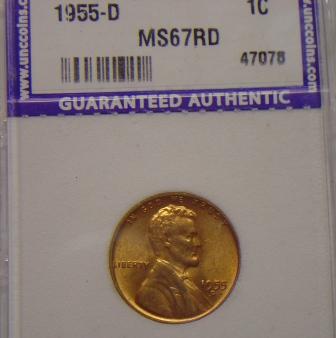 1955-D 1C
MS67RD
47078
www.unccoins.com
www.unccoins.com
GUARANTEED AUTHENTIC
IN GOD WE TRUST
LIBERTY
1955
D